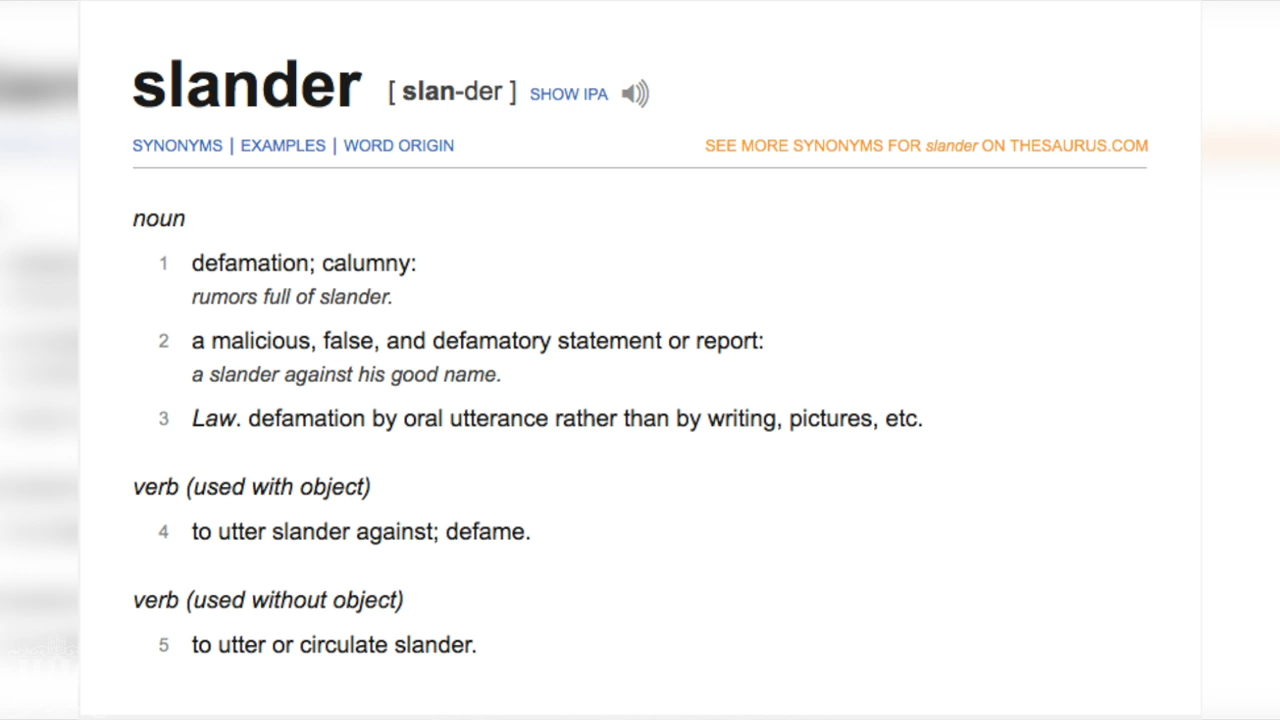 slander [ slan-der ] SHOW IPA
SYNONYMS | EXAMPLES | WORD ORIGIN SEE MORE SYNONYMS FOR slander ON THESAURUS.COM
noun
1 defamation; calumny:
rumors full of slander.
2 a malicious, false, and defamatory statement or report:
a slander against his good name.
3 Law. defamation by oral utterance rather than by writing, pictures, etc.
verb (used with object)
4 to utter slander against; defame.
verb (used without object)
5 to utter or circulate slander.